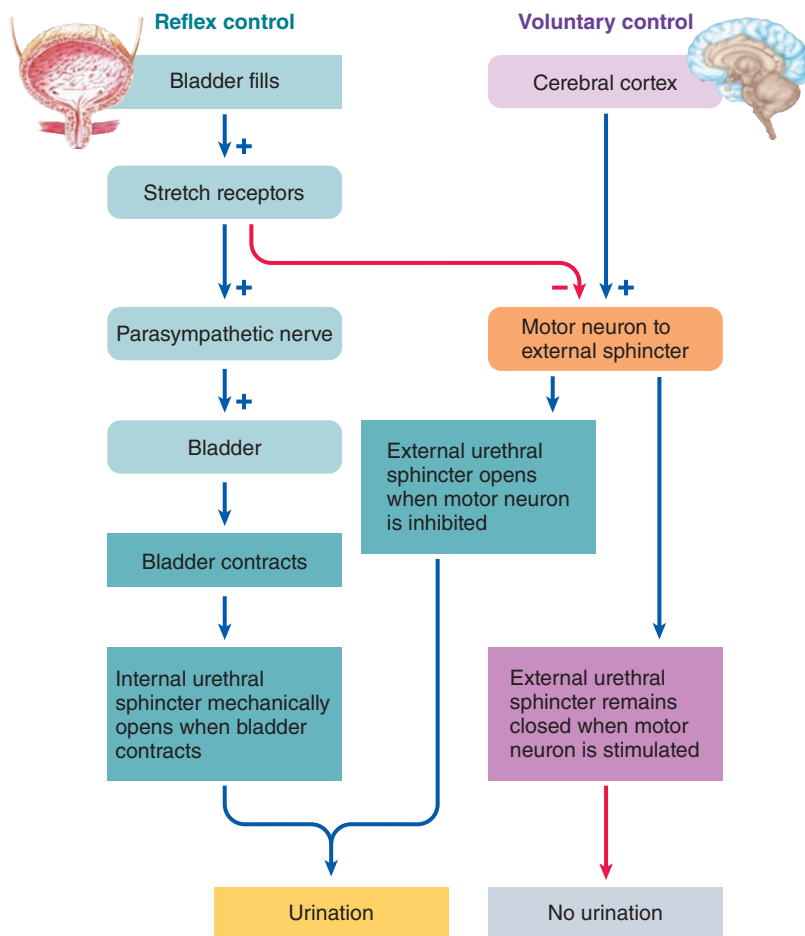 Reflex control
Voluntary control
Bladder fills
Cerebral cortex
+
Stretch receptors
+
−
+
Parasympathetic nerve
Motor neuron to
external sphincter
+
Bladder
External urethral
sphincter opens
when motor neuron
is inhibited
Bladder contracts
Internal urethral
sphincter mechanically
opens when bladder
contracts
External urethral
sphincter remains
closed when motor
neuron is stimulated
Urination
No urination